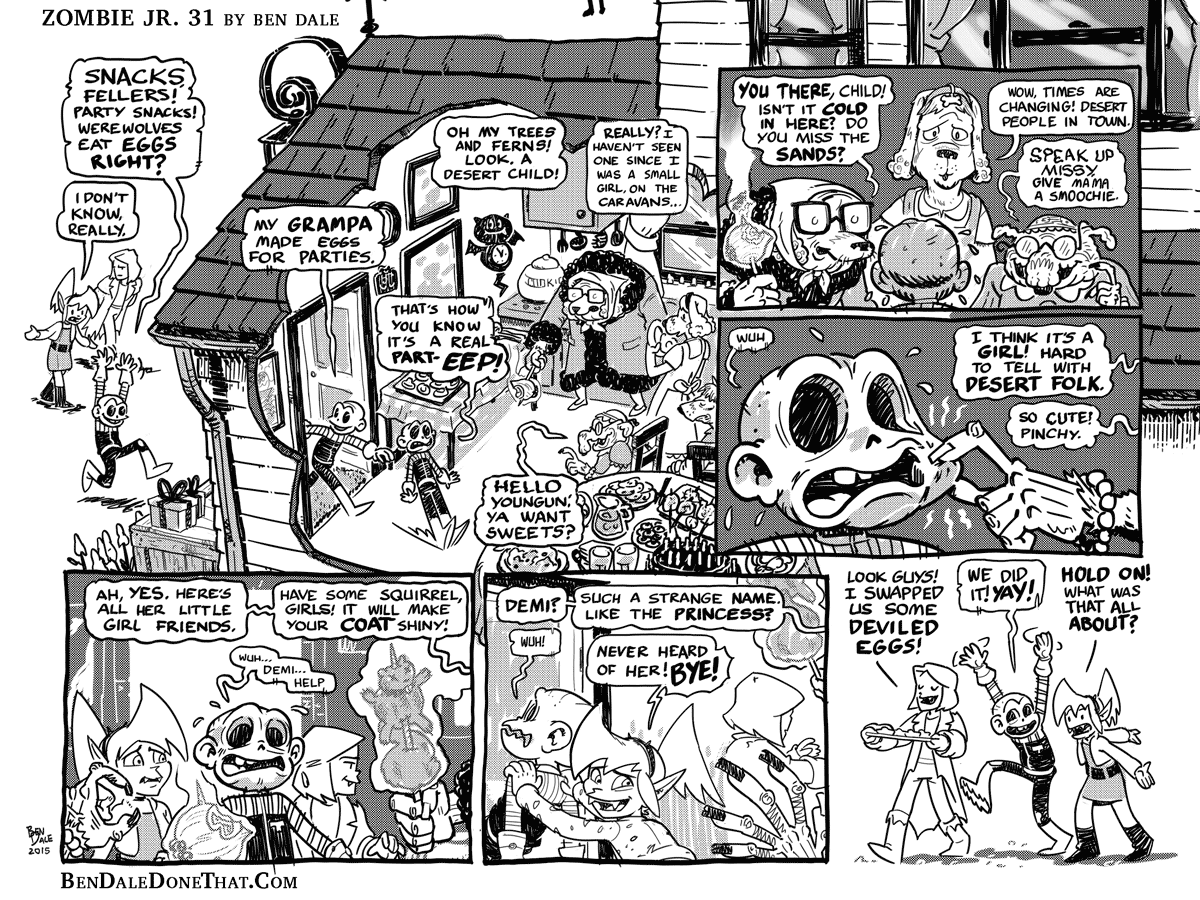 ZOMBIE JR. 31 BY BEN DALE
SNACKS
FELLERS!
PARTY SNACKS!
WEREWOLVES
EAT EGGS
RIGHT?
I DON'T
KNOW,
REALLY.
MY GRAMPA
MADE EGGS
FOR PARTIES.
THAT'S HOW
YOU KNOW
IT'S A REAL
PART-EEP!
OH MY TREES
AND FERNS!
LOOK. A
DESERT CHILD!
REALLY? I
HAVEN'T SEEN
ONE SINCE I
WAS A SMALL
GIRL, ON THE
CARAVANS...
HELLO
YOUNGUN,
YA WANT
SWEETS?
YOU THERE, CHILD!
ISN'T IT COLD
IN HERE? DO
YOU MISS THE
SANDS?
WOW, TIMES ARE
CHANGING! DESERT
PEOPLE IN TOWN.
SPEAK UP
MISSY.
GIVE MAMA
A SMOOCHIE.
WUH
I THINK IT'S A
GIRL! HARD
TO TELL WITH
DESERT FOLK.
SO CUTE!
PINCHY.
AH, YES. HERE'S
ALL HER LITTLE
GIRL FRIENDS.
HAVE SOME SQUIRREL,
GIRLS! IT WILL MAKE
YOUR COAT SHINY!
WUH...
DEMI...
HELP
DEMI?
SUCH A STRANGE NAME.
LIKE THE PRINCESS?
WUH!
NEVER HEARD
OF HER! BYE!
LOOK GUYS!
I SWAPPED
US SOME
DEVILED
EGGS!
WE DID
IT! YAY!
HOLD ON!
WHAT WAS
THAT ALL
ABOUT?
BEN
DALE
2015
BENDALEDONETHAT.COM